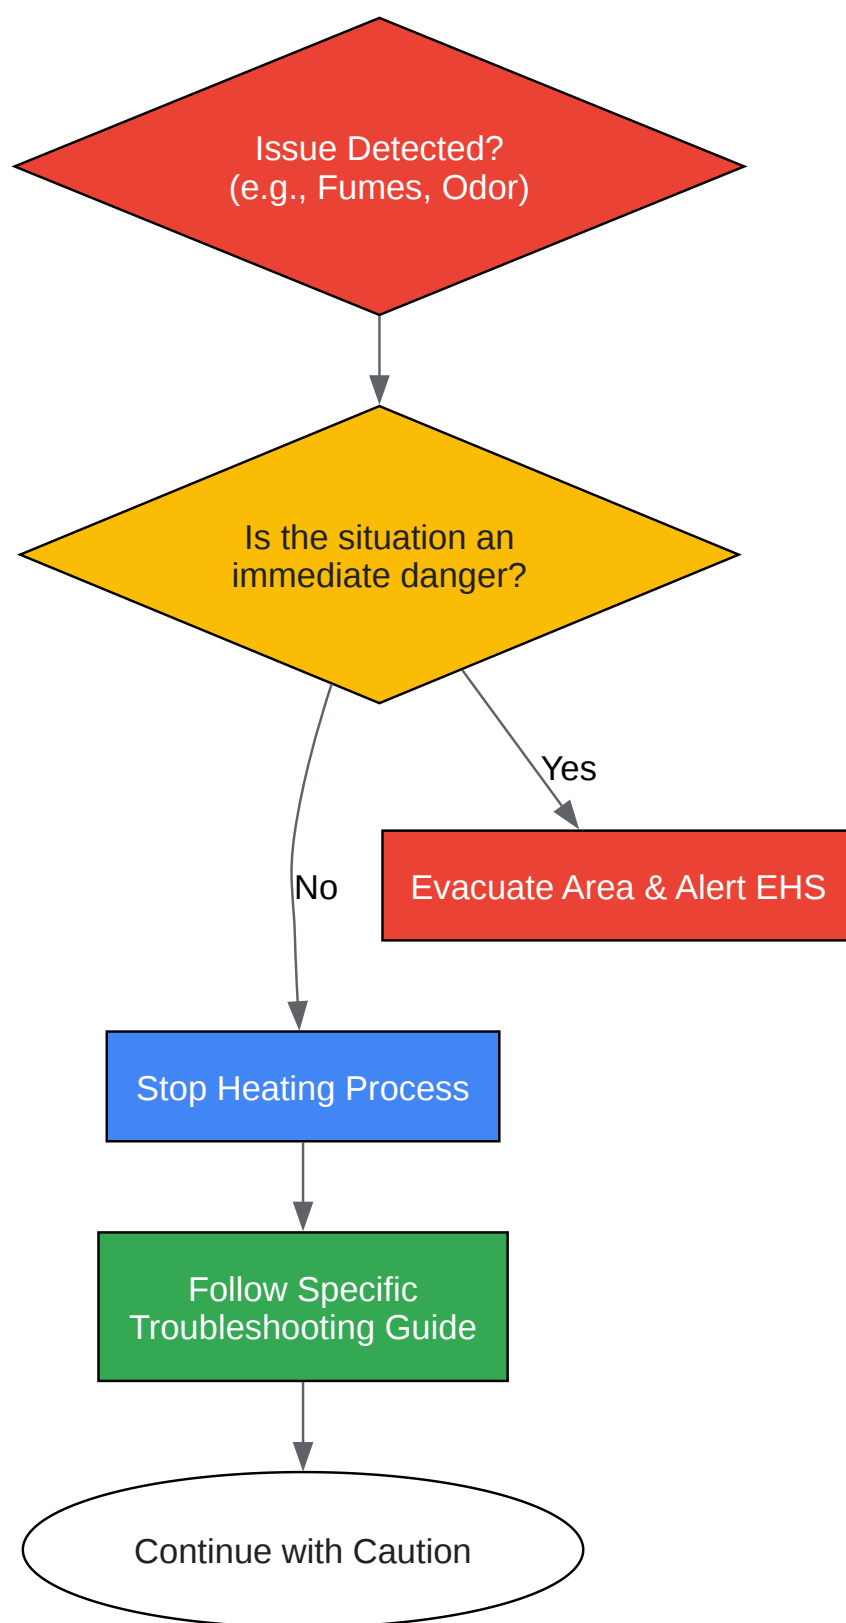 Issue Detected?
(e.g., Fumes, Odor)
Is the situation an
immediate danger?
Yes
No
Evacuate Area & Alert EHS
Stop Heating Process
Follow Specific
Troubleshooting Guide
Continue with Caution